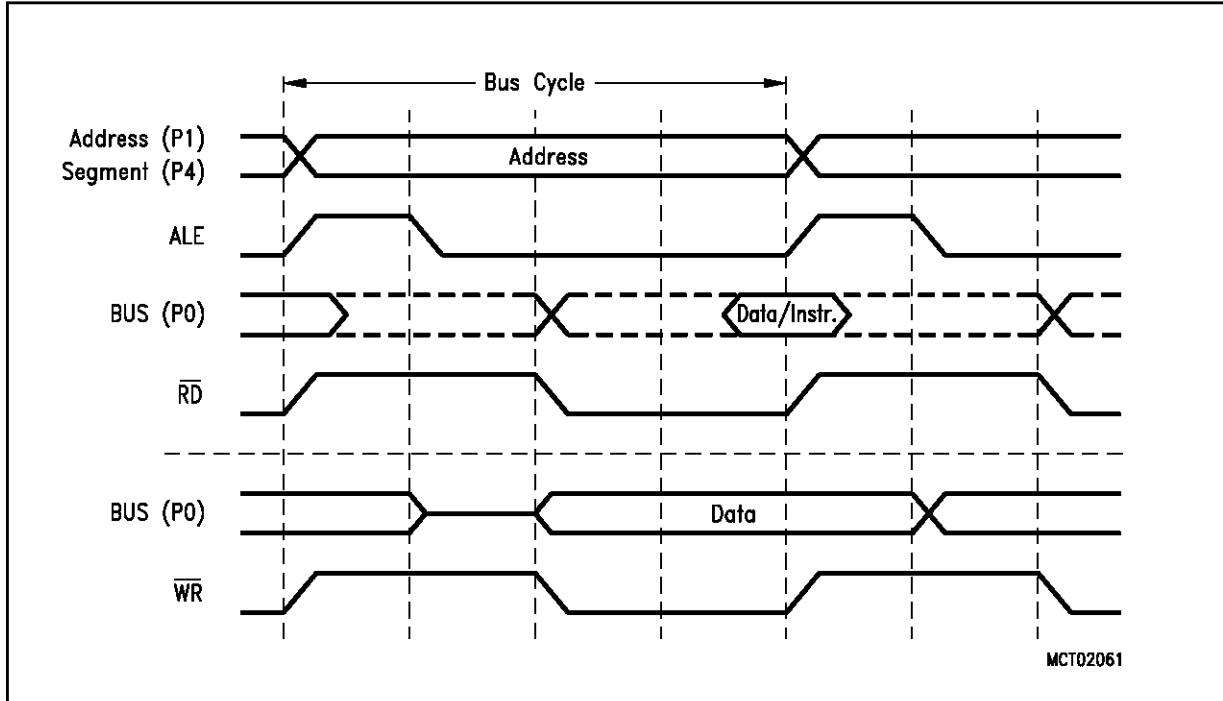 Bus Cycle
Address (P1)
Segment (P4)
Address
ALE
BUS (P0)
Data/Instr.
RD
BUS (P0)
Data
WR
MCT02061